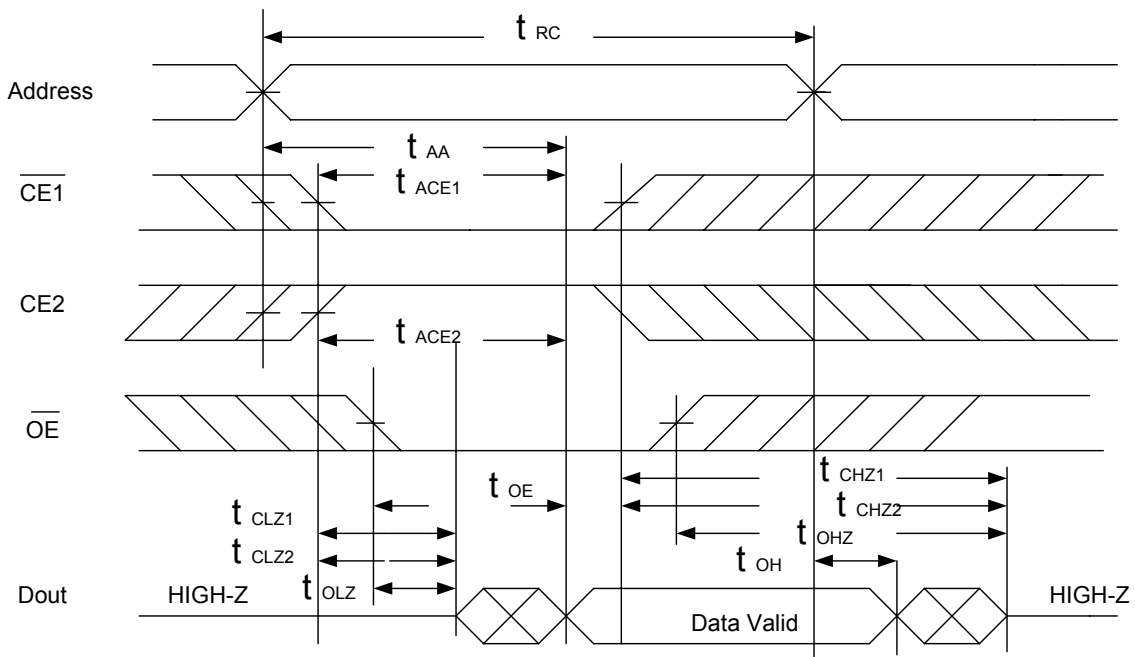 t RC
Address
t AA
CE1
t ACE1
CE2
t ACE2
OE
t CHZ1
t OE
t CHZ2
t CLZ1
t OHZ
t CLZ2
t OH
t OLZ
Dout
HIGH-Z
Data Valid
HIGH-Z